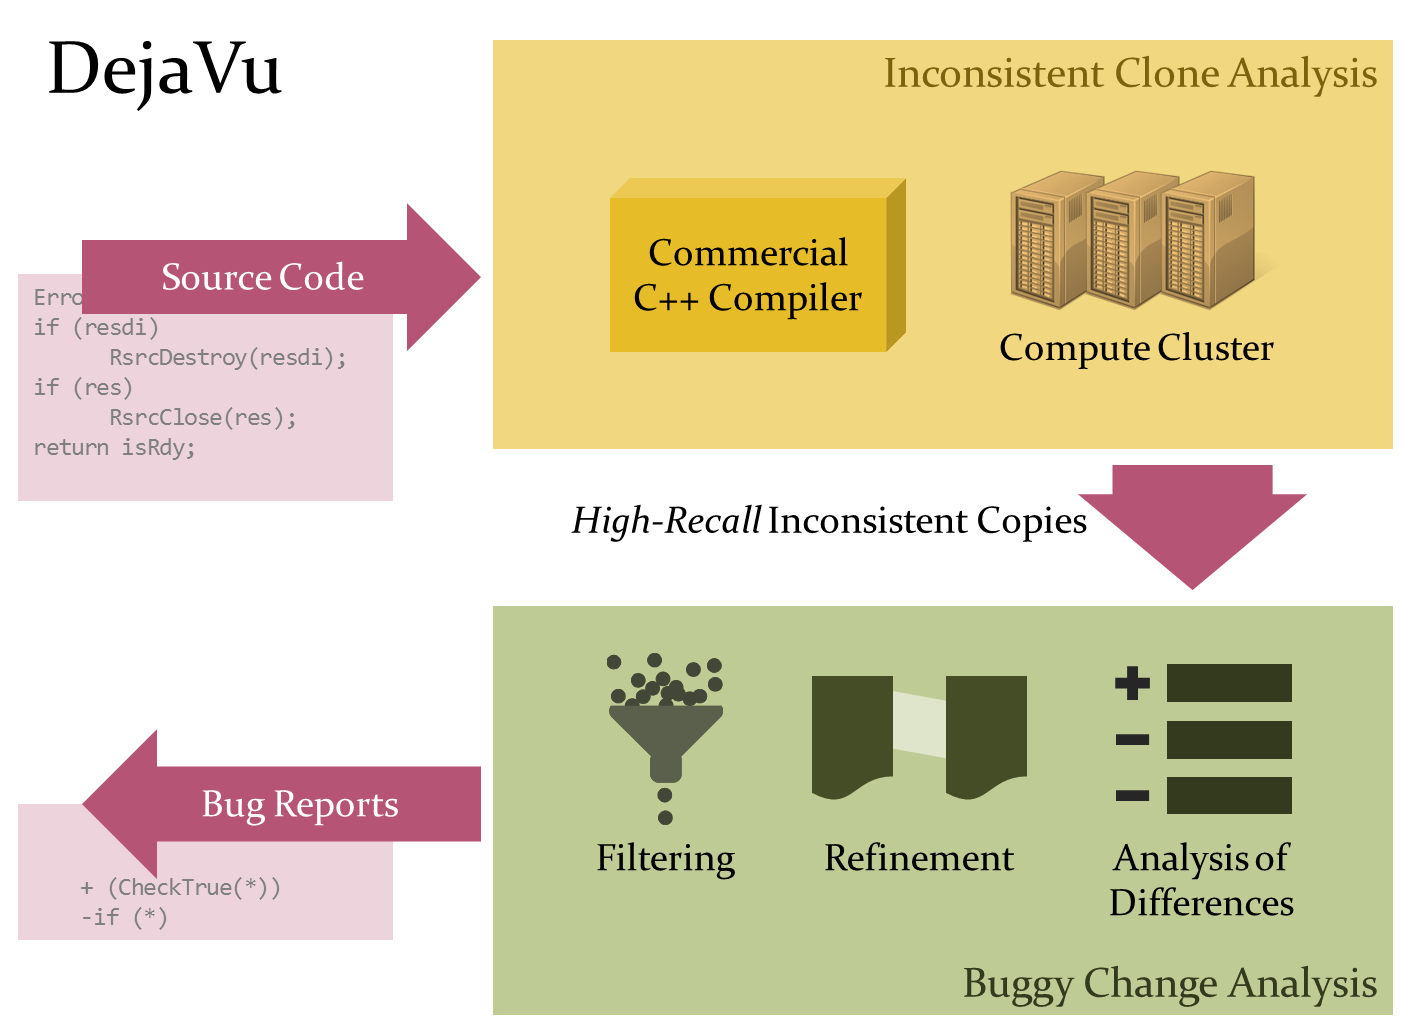 DejaVu
Inconsistent Clone Analysis
Source Code
Erro
if (resdi)
RsrcDestroy(resdi);
if (res)
RsrcClose(res);
return isRdy;
Commercial
C++ Compiler
Compute Cluster
High-Recall Inconsistent Copies
Bug Reports
+ (CheckTrue(*))
-if (*)
Filtering
Refinement
Analysis of
Differences
Buggy Change Analysis